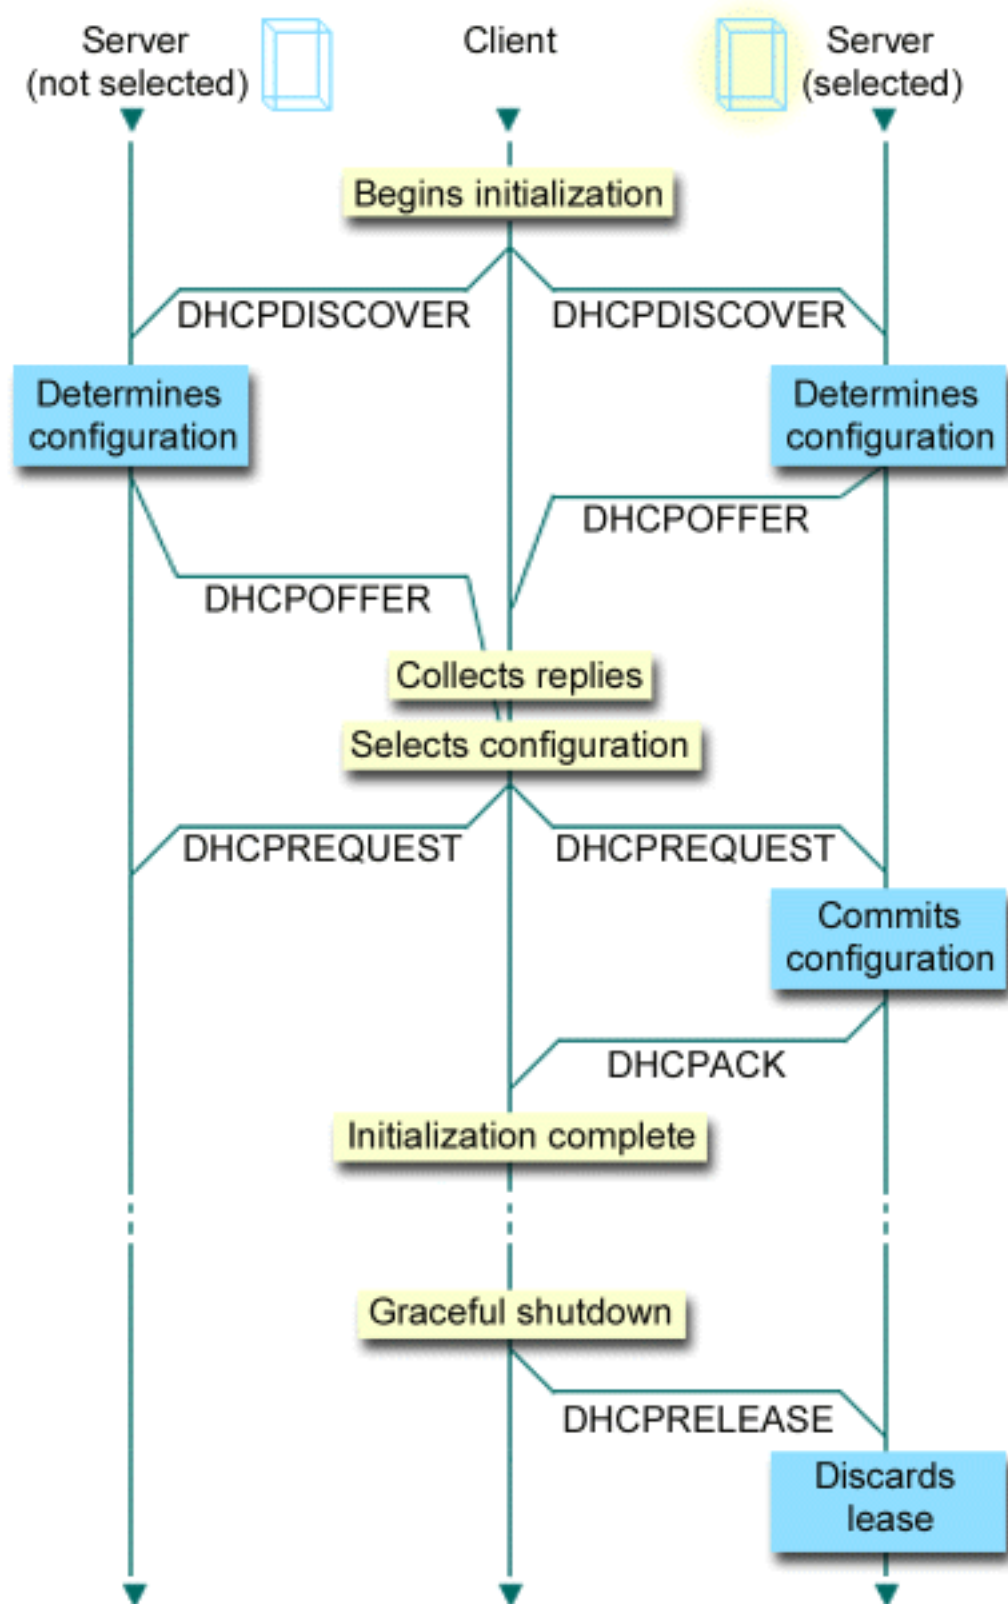 Server
(not selected)
Client
Server
(selected)
Begins initialization
DHCPDISCOVER
DHCPDISCOVER
Determines
configuration
Determines
configuration
DHCPOFFER
DHCPOFFER
Collects replies
Selects configuration
DHCPREQUEST
DHCPREQUEST
Commits
configuration
DHCPACK
Initialization complete
Graceful shutdown
DHCPRELEASE
Discards
lease